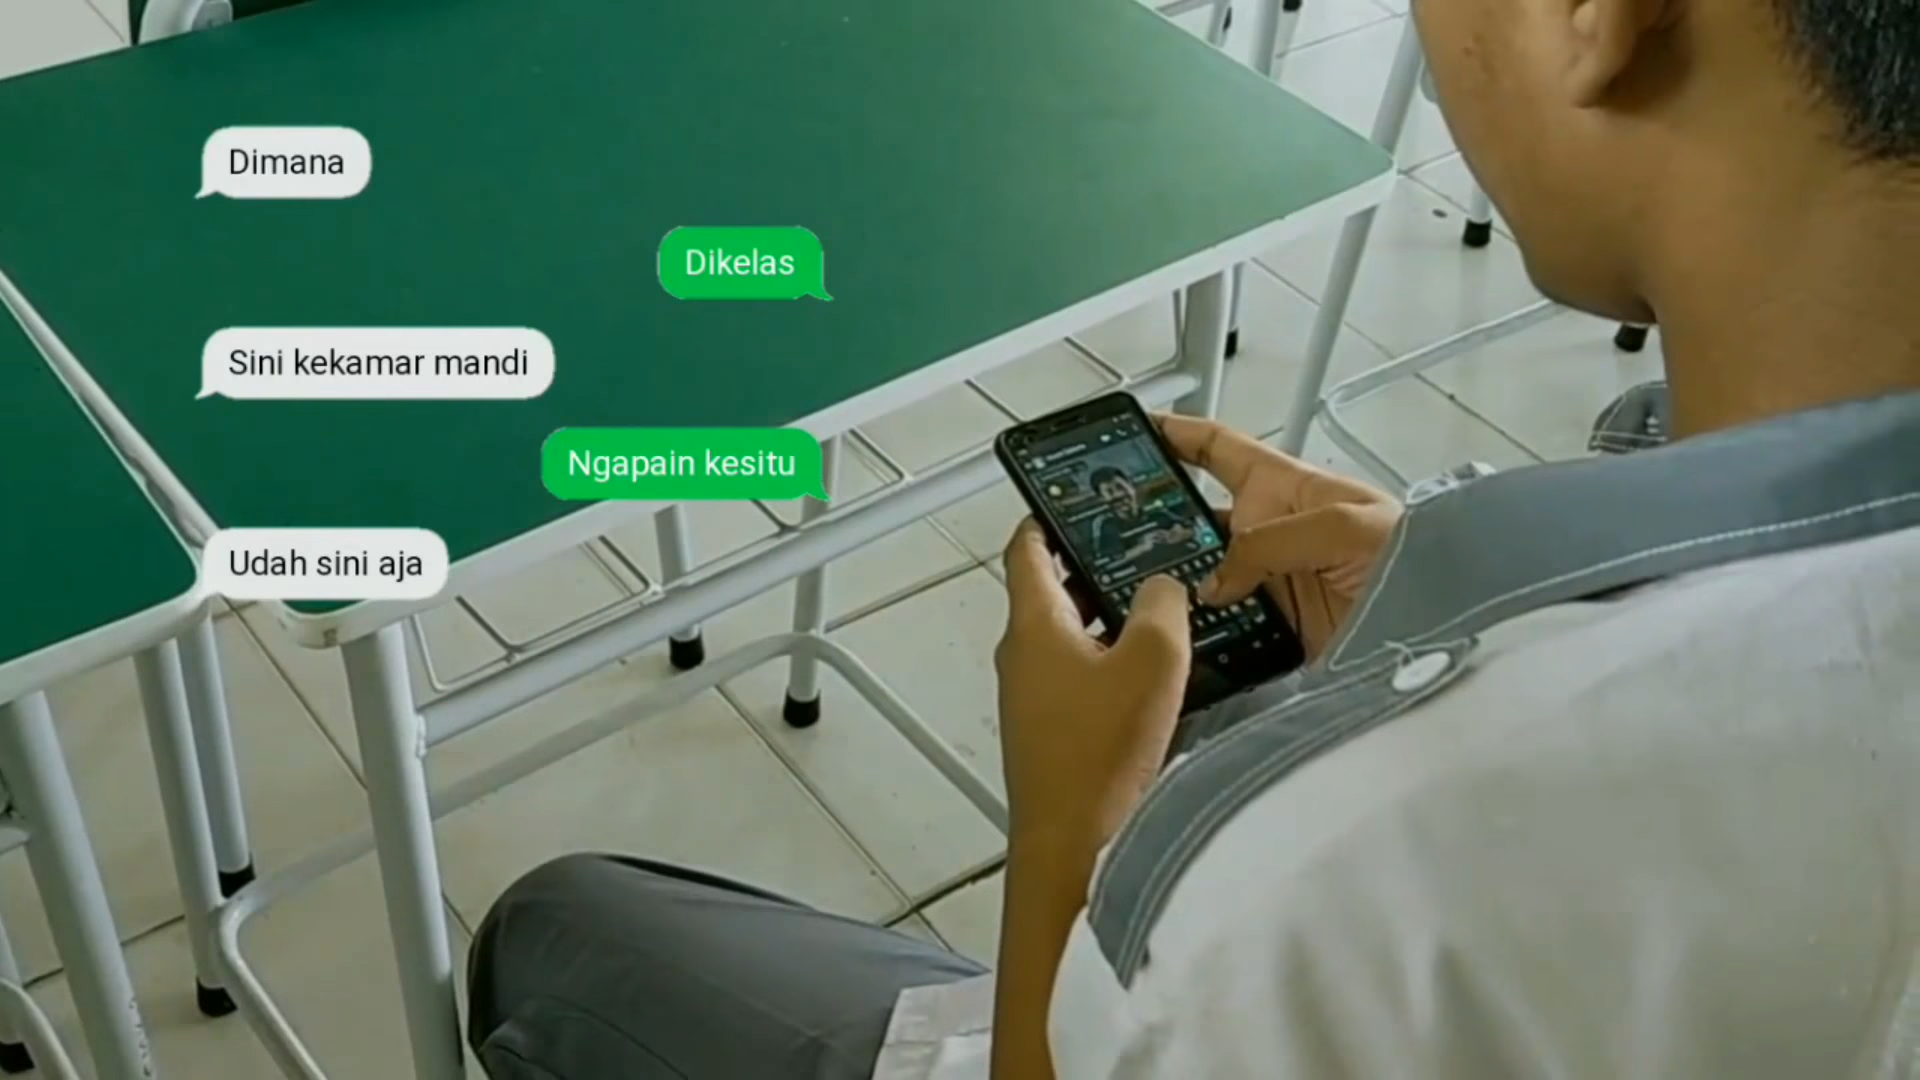 Dimana
Dikelas
Sini kekamar mandi
Ngapain kesitu
Udah sini aja